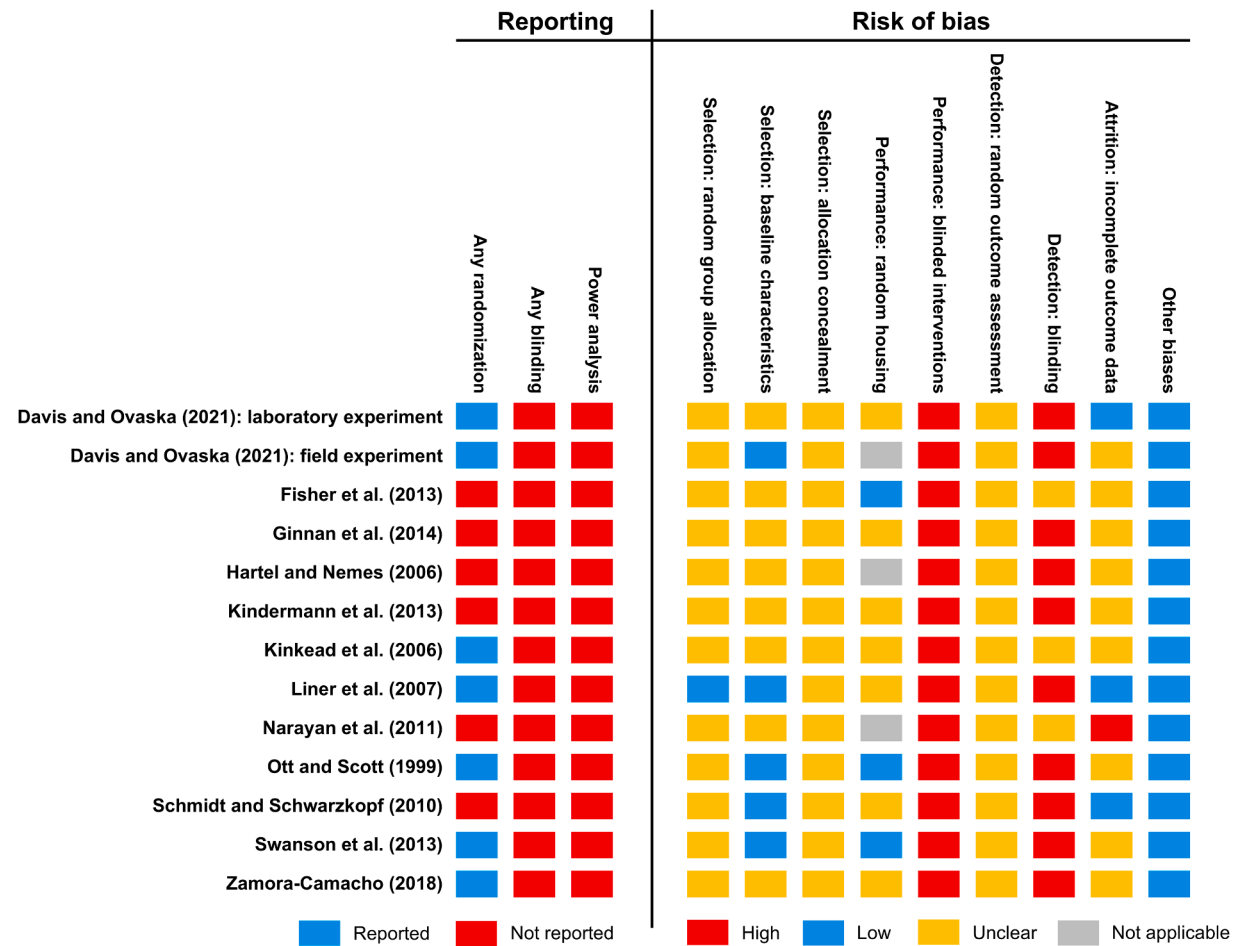 Reporting
Risk of bias
Any randomization
Any blinding
Power analysis
Selection: random group allocation
Selection: baseline characteristics
Selection: allocation concealment
Performance: random housing
Performance: blinded interventions
Detection: random outcome assessment
Detection: blinding
Attrition: incomplete outcome data
Other biases
Davis and Ovaska (2021): laboratory experiment
Davis and Ovaska (2021): field experiment
Fisher et al. (2013)
Ginnan et al. (2014)
Hartel and Nemes (2006)
Kindermann et al. (2013)
Kinkead et al. (2006)
Liner et al. (2007)
Narayan et al. (2011)
Ott and Scott (1999)
Schmidt and Schwarzkopf (2010)
Swanson et al. (2013)
Zamora-Camacho (2018)
Reported
Not reported
High
Low
Unclear
Not applicable